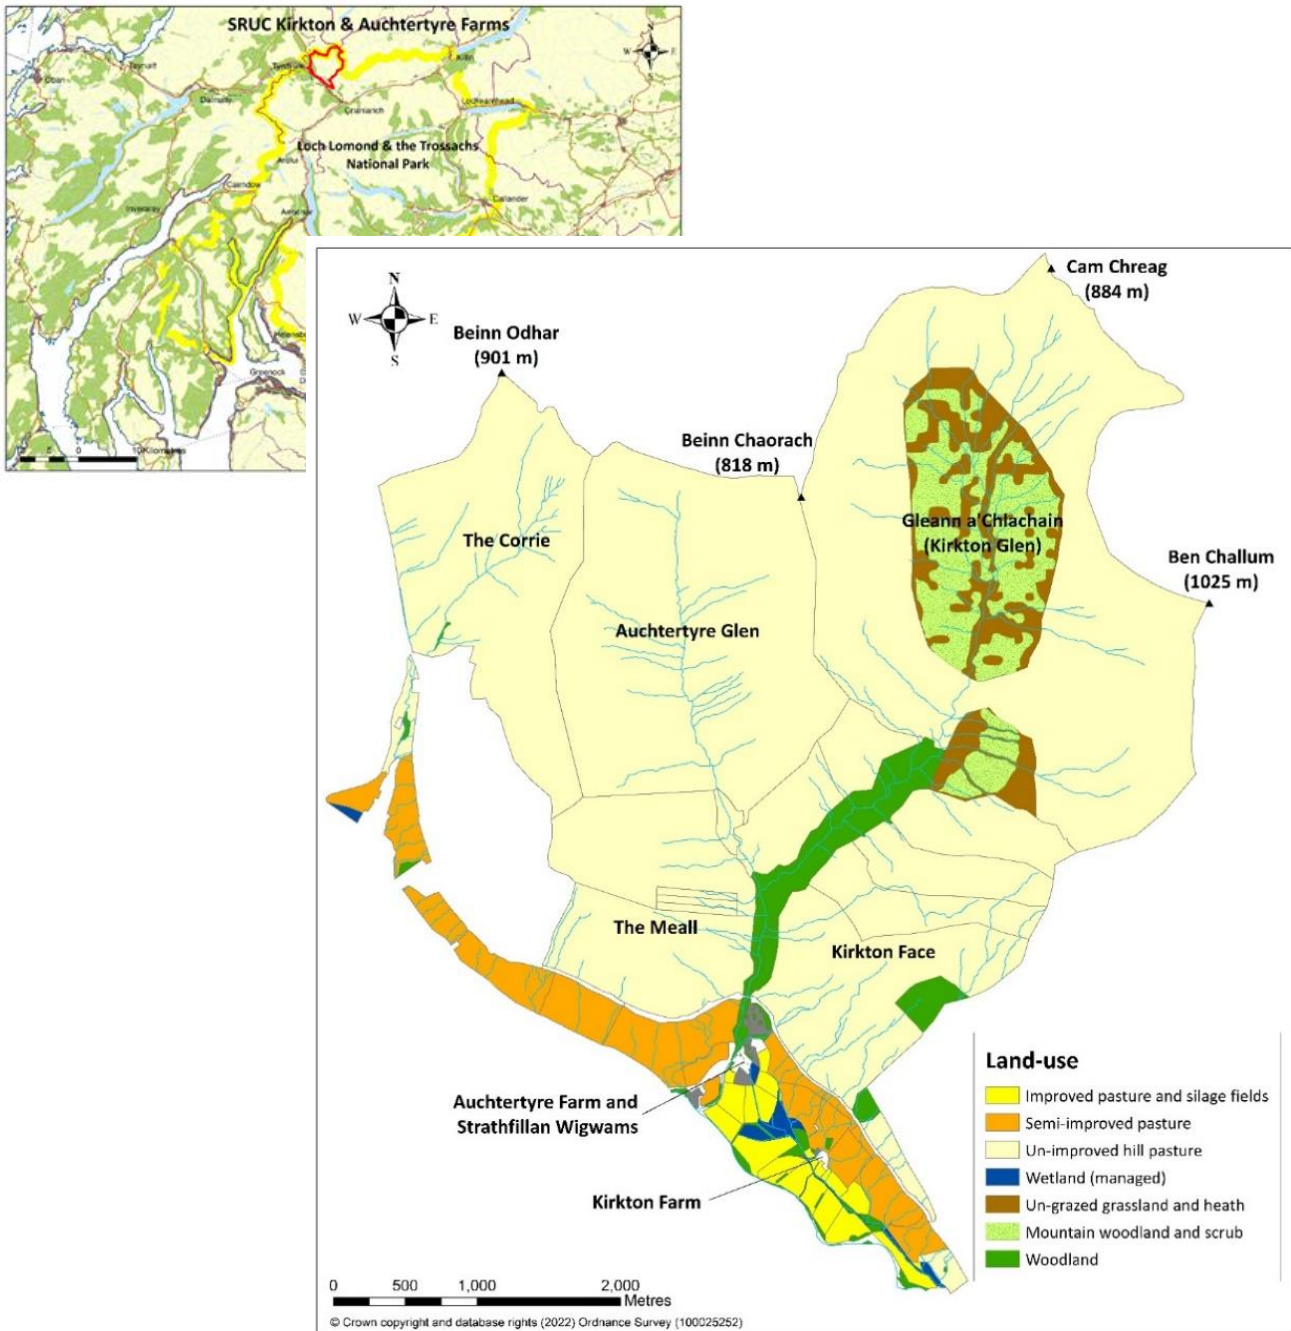 SRUC Kirkton & Auchtertyre Farms
N
W E
S
Oban
Taynuilt
Tyndrum
Killin
Dalmally
Crianlarich
Lochearnhead
Loch Lomond & the Trossachs
National Park
Arrochar
Cairndow
Inveraray
Callander
Greenock
0
10 Kilometres
N
W E
S
Cam Chreag
(884 m)
Beinn Odhar
(901 m)
Beinn Chaorach
(818 m)
Gleann a'Chlachain
(Kirkton Glen)
The Corrie
Ben Challum
(1025 m)
Auchtertyre Glen
The Meall
Kirkton Face
Auchtertyre Farm and
Strathfillan Wigwams
Kirkton Farm
Land-use
Improved pasture and silage fields
Semi-improved pasture
Un-improved hill pasture
Wetland (managed)
Un-grazed grassland and heath
Mountain woodland and scrub
Woodland
0 500 1,000 2,000
Metres
© Crown copyright and database rights (2022) Ordnance Survey (100025252)